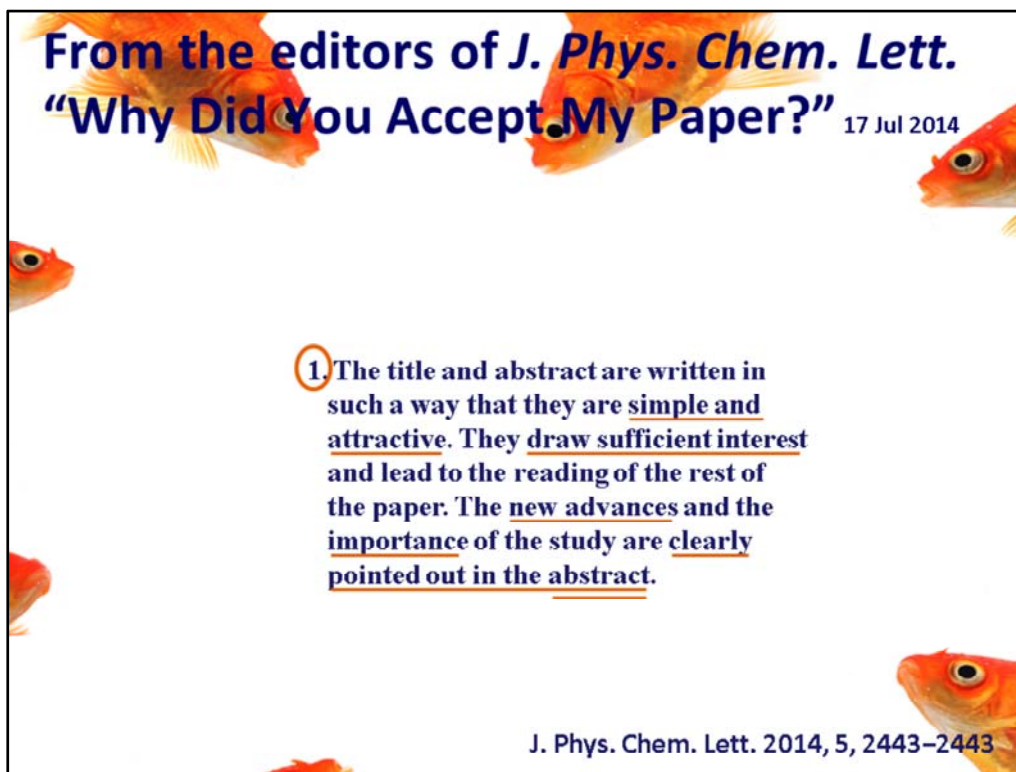 From the editors of J. Phys. Chem. Lett.
“Why Did You Accept My Paper?” 17 Jul 2014
1. The title and abstract are written in
such a way that they are simple and
attractive. They draw sufficient interest
and lead to the reading of the rest of
the paper. The new advances and the
importance of the study are clearly
pointed out in the abstract.
J. Phys. Chem. Lett. 2014, 5, 2443–2443